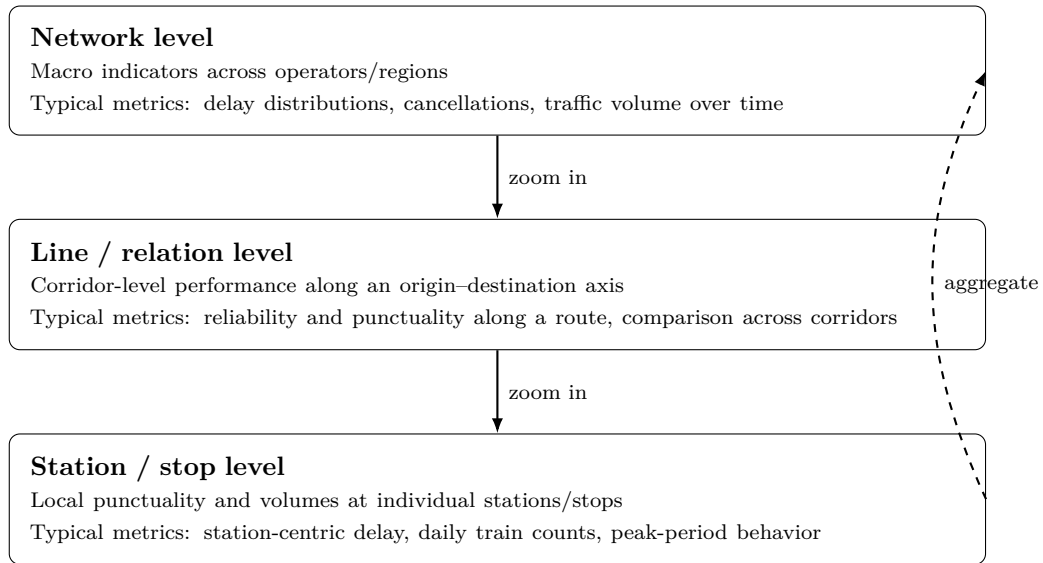 Network level
Macro indicators across operators/regions
Typical metrics: delay distributions, cancellations, traffic volume over time
zoom in
Line / relation level
Corridor-level performance along an origin–destination axis
aggregate
Typical metrics: reliability and punctuality along a route, comparison across corridors
zoom in
Station / stop level
Local punctuality and volumes at individual stations/stops
Typical metrics: station-centric delay, daily train counts, peak-period behavior